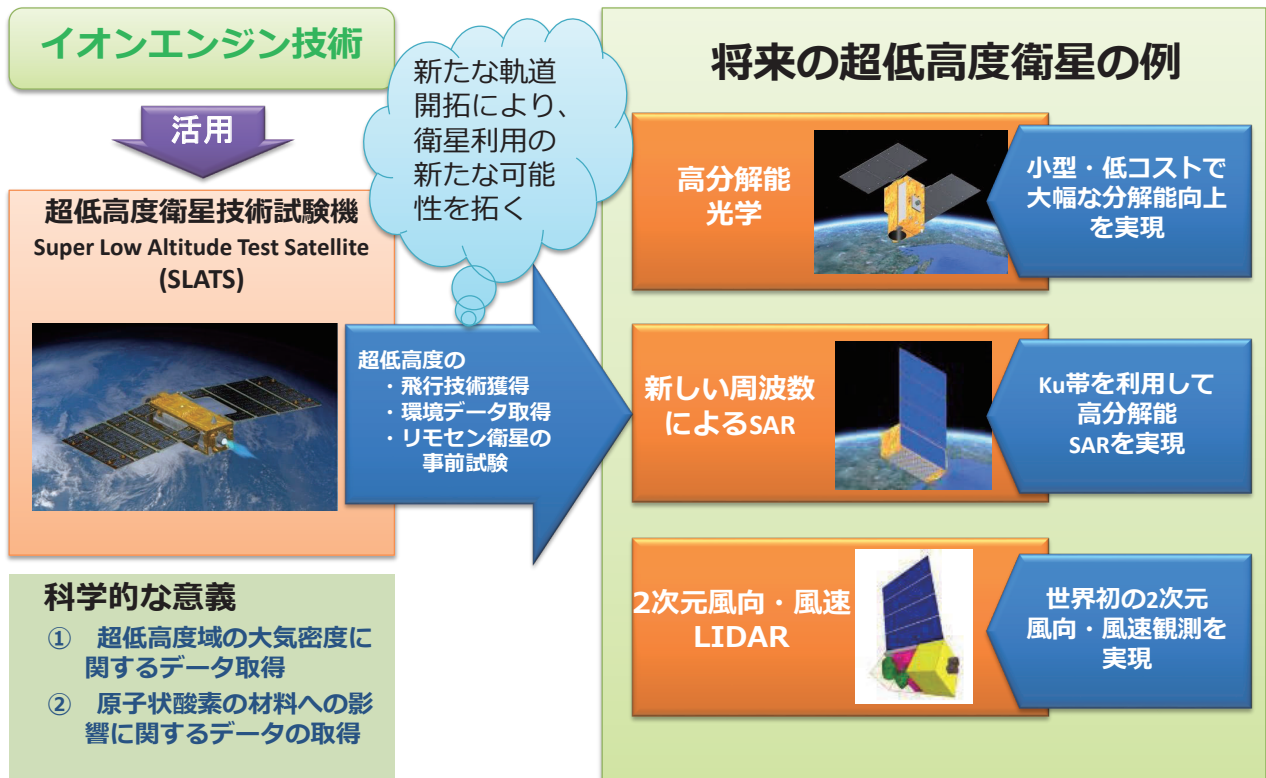 イオンエンジン技術
活用
超低高度衛星技術試験機
Super Low Altitude Test Satellite
(SLATS)
科学的な意義
① 超低高度域の大気密度に
関するデータ取得
② 原子状酸素の材料への影
響に関するデータの取得
新たな軌道
開拓により、
衛星利用の
新たな可能
性を拓く
超低高度の
・飛行技術獲得
・環境データ取得
・リモセン衛星の
事前試験
将来の超低高度衛星の例
高分解能
光学
小型・低コストで
大幅な分解能向上
を実現
新しい周波数
によるSAR
Ku帯を利用して
高分解能
SARを実現
2次元風向・風速
LIDAR
世界初の2次元
風向・風速観測を
実現